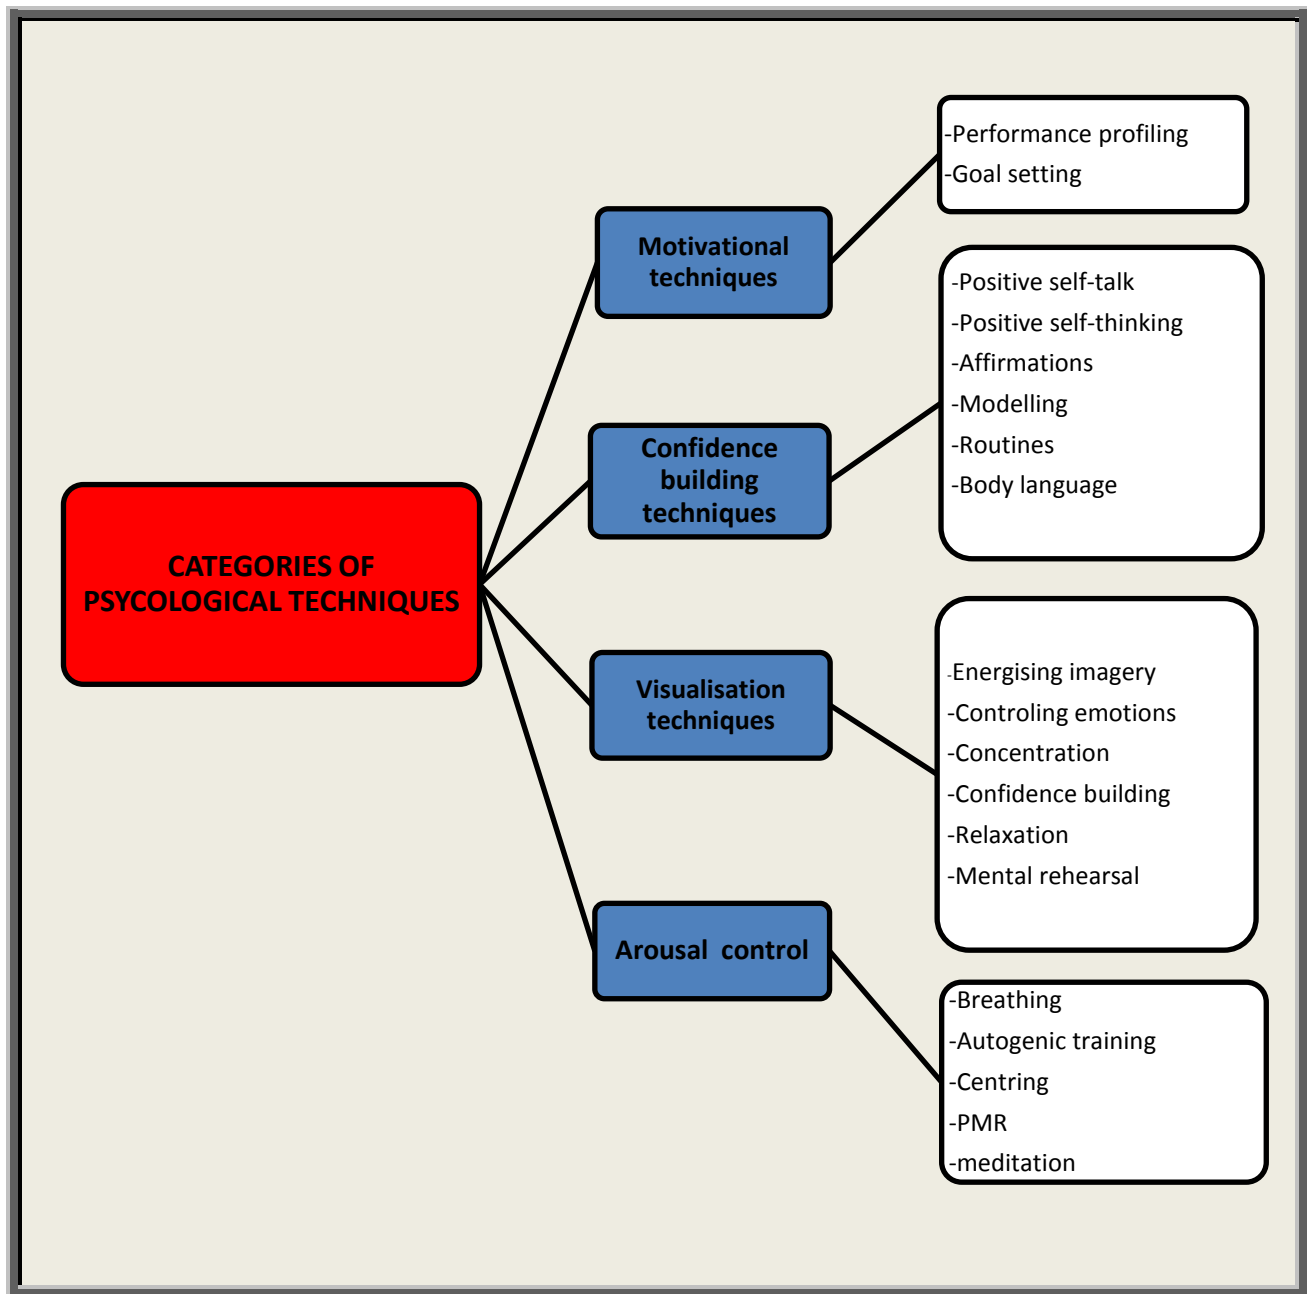 CATEGORIES OF
PSYCOLOGICAL TECHNIQUES
Motivational
techniques
-Performance profiling
-Goal setting
Confidence
building
techniques
-Positive self-talk
-Positive self-thinking
-Affirmations
-Modelling
-Routines
-Body language
Visualisation
techniques
-Energising imagery
-Controling emotions
-Concentration
-Confidence building
-Relaxation
-Mental rehearsal
Arousal control
-Breathing
-Autogenic training
-Centring
-PMR
-meditation